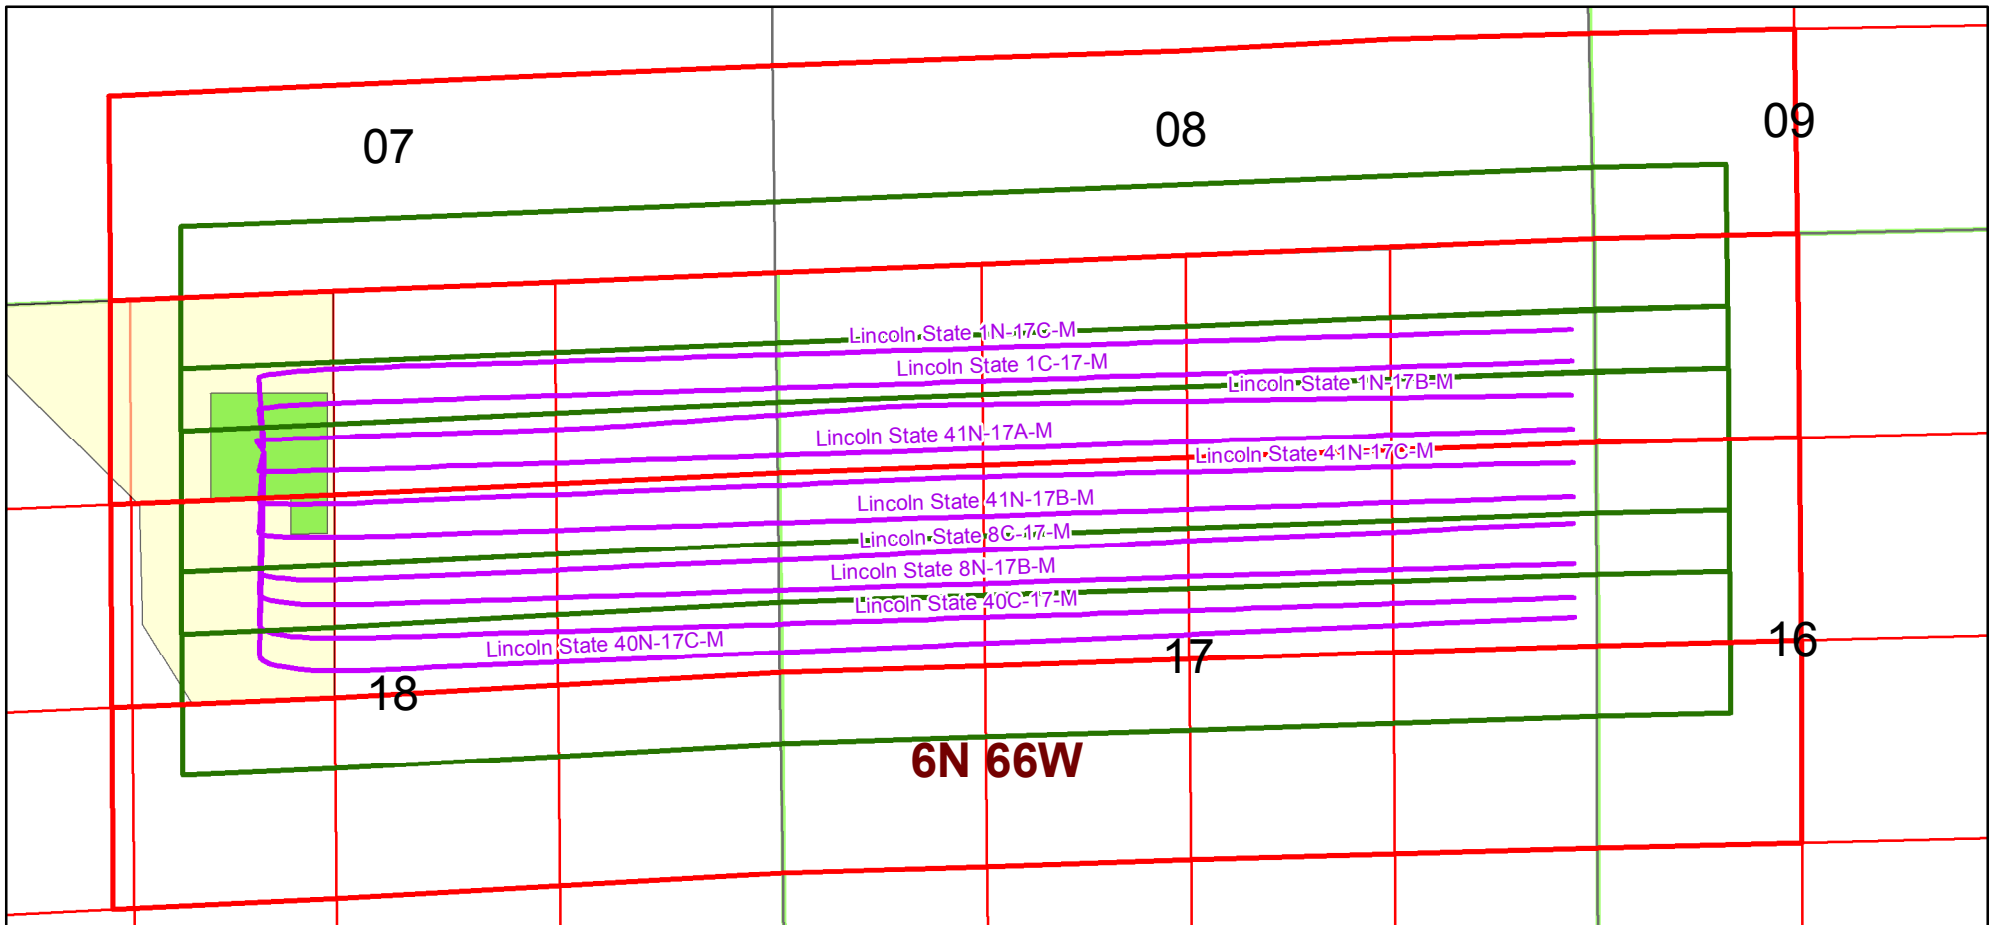 07
08
09
Lincoln State 1N-17C-M
Lincoln State 1C-17-M
Lincoln State 1N-17B-M
Lincoln State 41N-17A-M
Lincoln State 41N-17C-M
Lincoln State 41N-17B-M
Lincoln State 8C-17-M
Lincoln State 8N-17B-M
Lincoln State 40C-17-M
Lincoln State 40N-17C-M
18
17
16
6N 66W